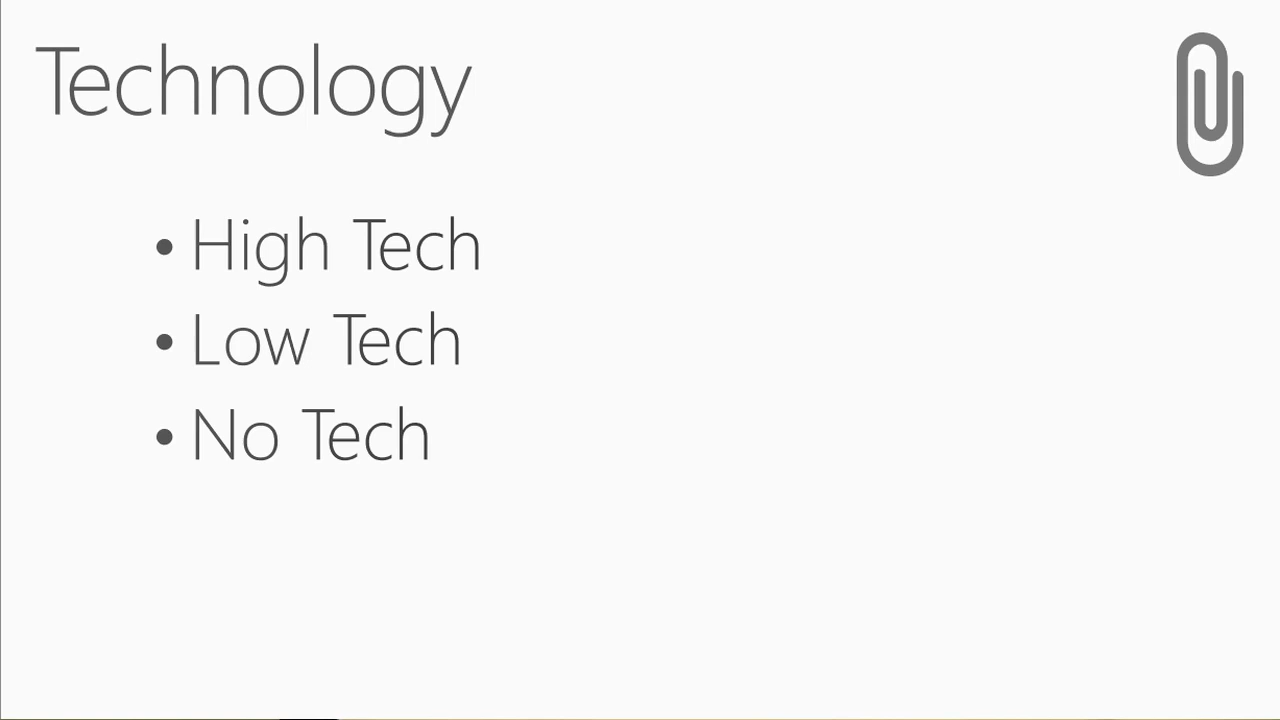 Technology
• High Tech
• Low Tech
• No Tech